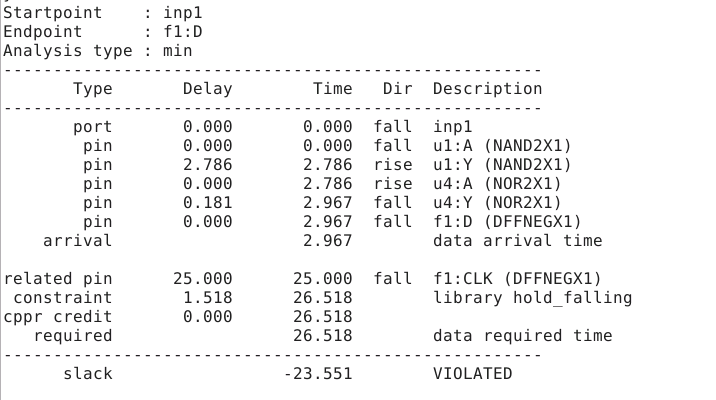 Startpoint    : inp1
Endpoint      : f1:D
Analysis type : min
------------------------------------------------------
       Type       Delay        Time   Dir  Description
------------------------------------------------------
       port       0.000       0.000  fall  inp1
        pin       0.000       0.000  fall  u1:A (NAND2X1)
        pin       2.786       2.786  rise  u1:Y (NAND2X1)
        pin       0.000       2.786  rise  u4:A (NOR2X1)
        pin       0.181       2.967  fall  u4:Y (NOR2X1)
        pin       0.000       2.967  fall  f1:D (DFFNEGX1)
    arrival                   2.967        data arrival time

related pin      25.000      25.000  fall  f1:CLK (DFFNEGX1)
 constraint       1.518      26.518        library hold_falling
cppr credit       0.000      26.518
   required                  26.518        data required time
------------------------------------------------------
      slack                 -23.551        VIOLATED